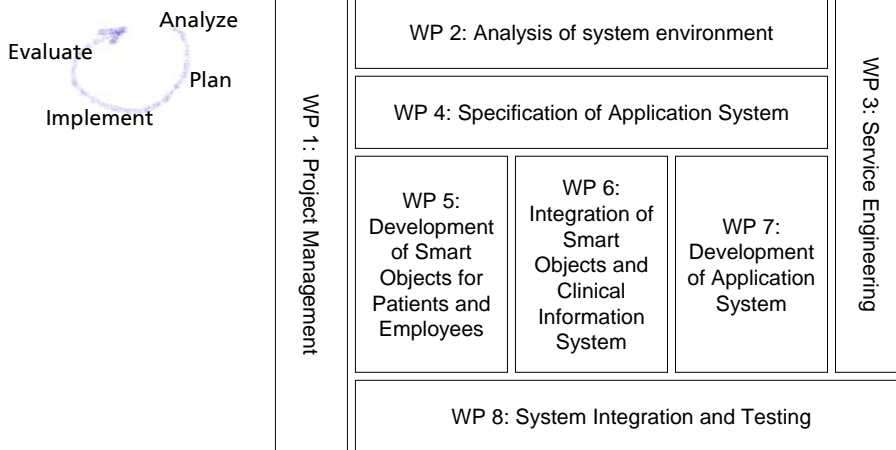 Analyze
Evaluate
Plan
Implement
WP 1: Project Management
WP 2: Analysis of system environment
WP 3: Service Engineering
WP 4: Specification of Application System
WP 5:
Development
of Smart
Objects for
Patients and
Employees
WP 6:
Integration of
Smart
Objects and
Clinical
Information
System
WP 7:
Development
of Application
System
WP 8: System Integration and Testing